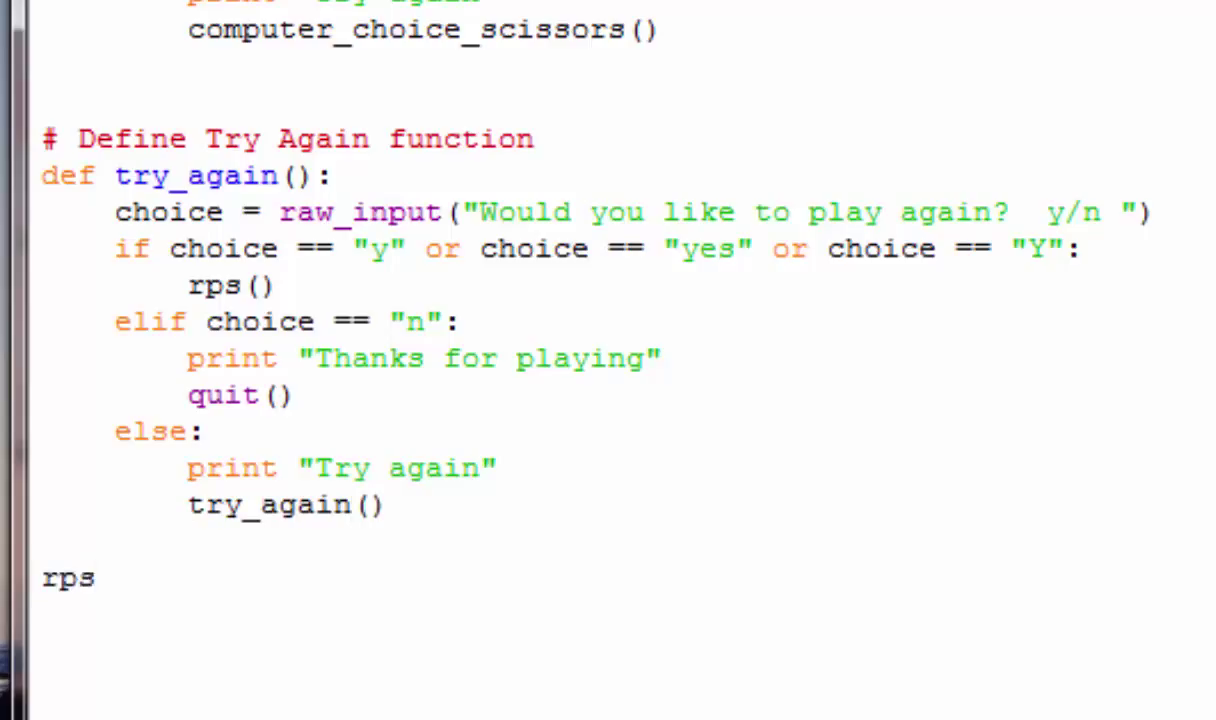 computer_choice_scissors()
# Define Try Again function
def try_again():
    choice = raw_input("Would you like to play again?  y/n ")
    if choice == "y" or choice == "yes" or choice == "Y":
        rps()
    elif choice == "n":
        print "Thanks for playing"
        quit()
    else:
        print "Try again"
        try_again()
rps